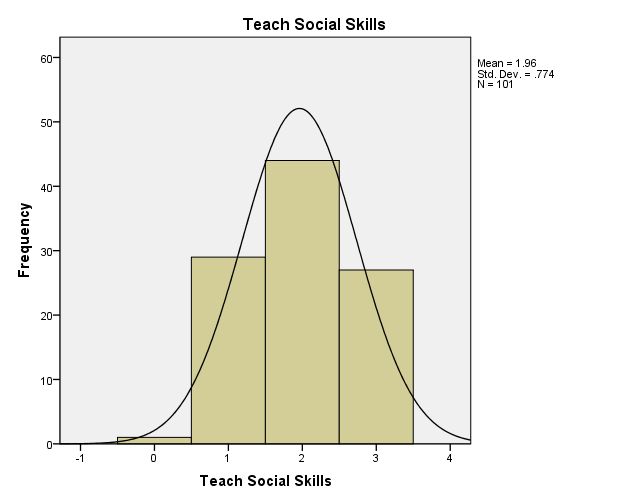 Teach Social Skills
Mean = 1.96
Std. Dev. = .774
N = 101
60
50
40
30
20
10
0
Frequency
-1 0 1 2 3 4
Teach Social Skills